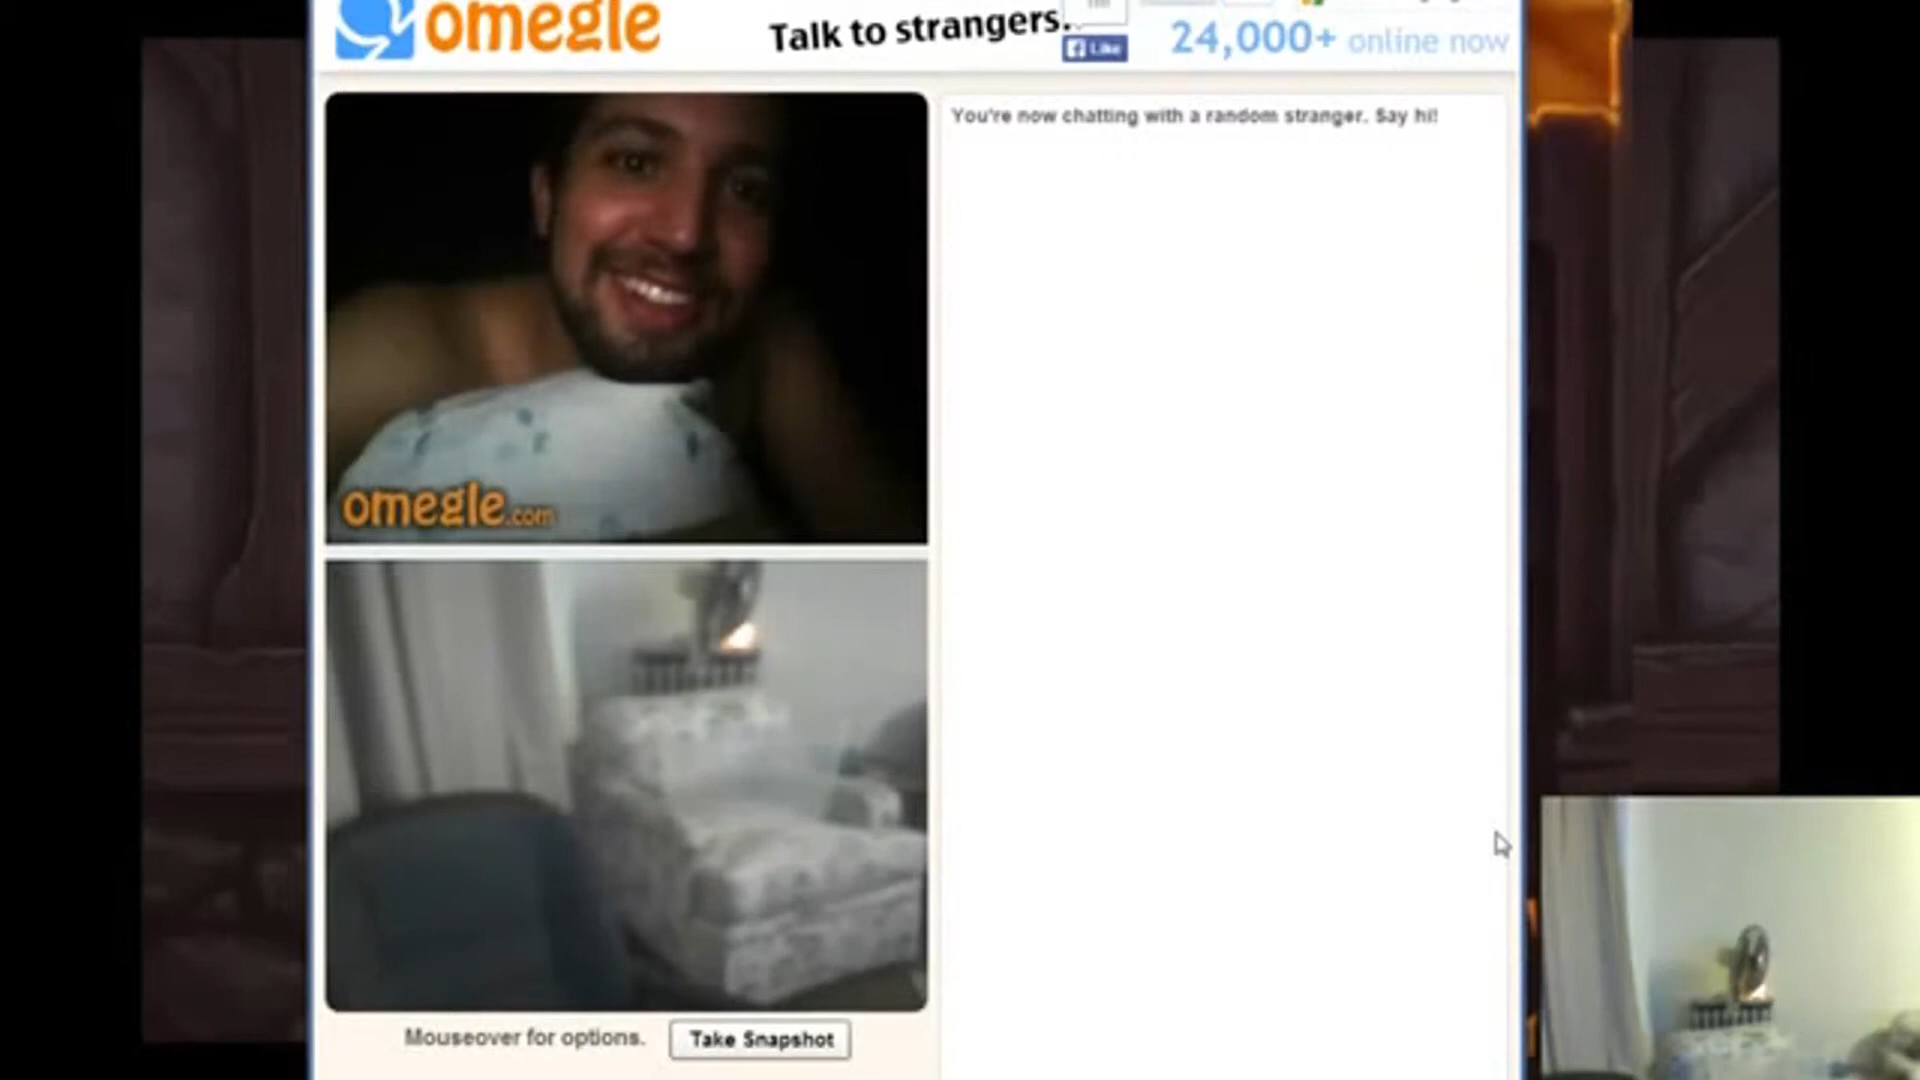 omegle
Talk to strangers.
Like
24,000+ online now
You're now chatting with a random stranger. Say hi!
omegle.com
Mouseover for options.
Take Snapshot